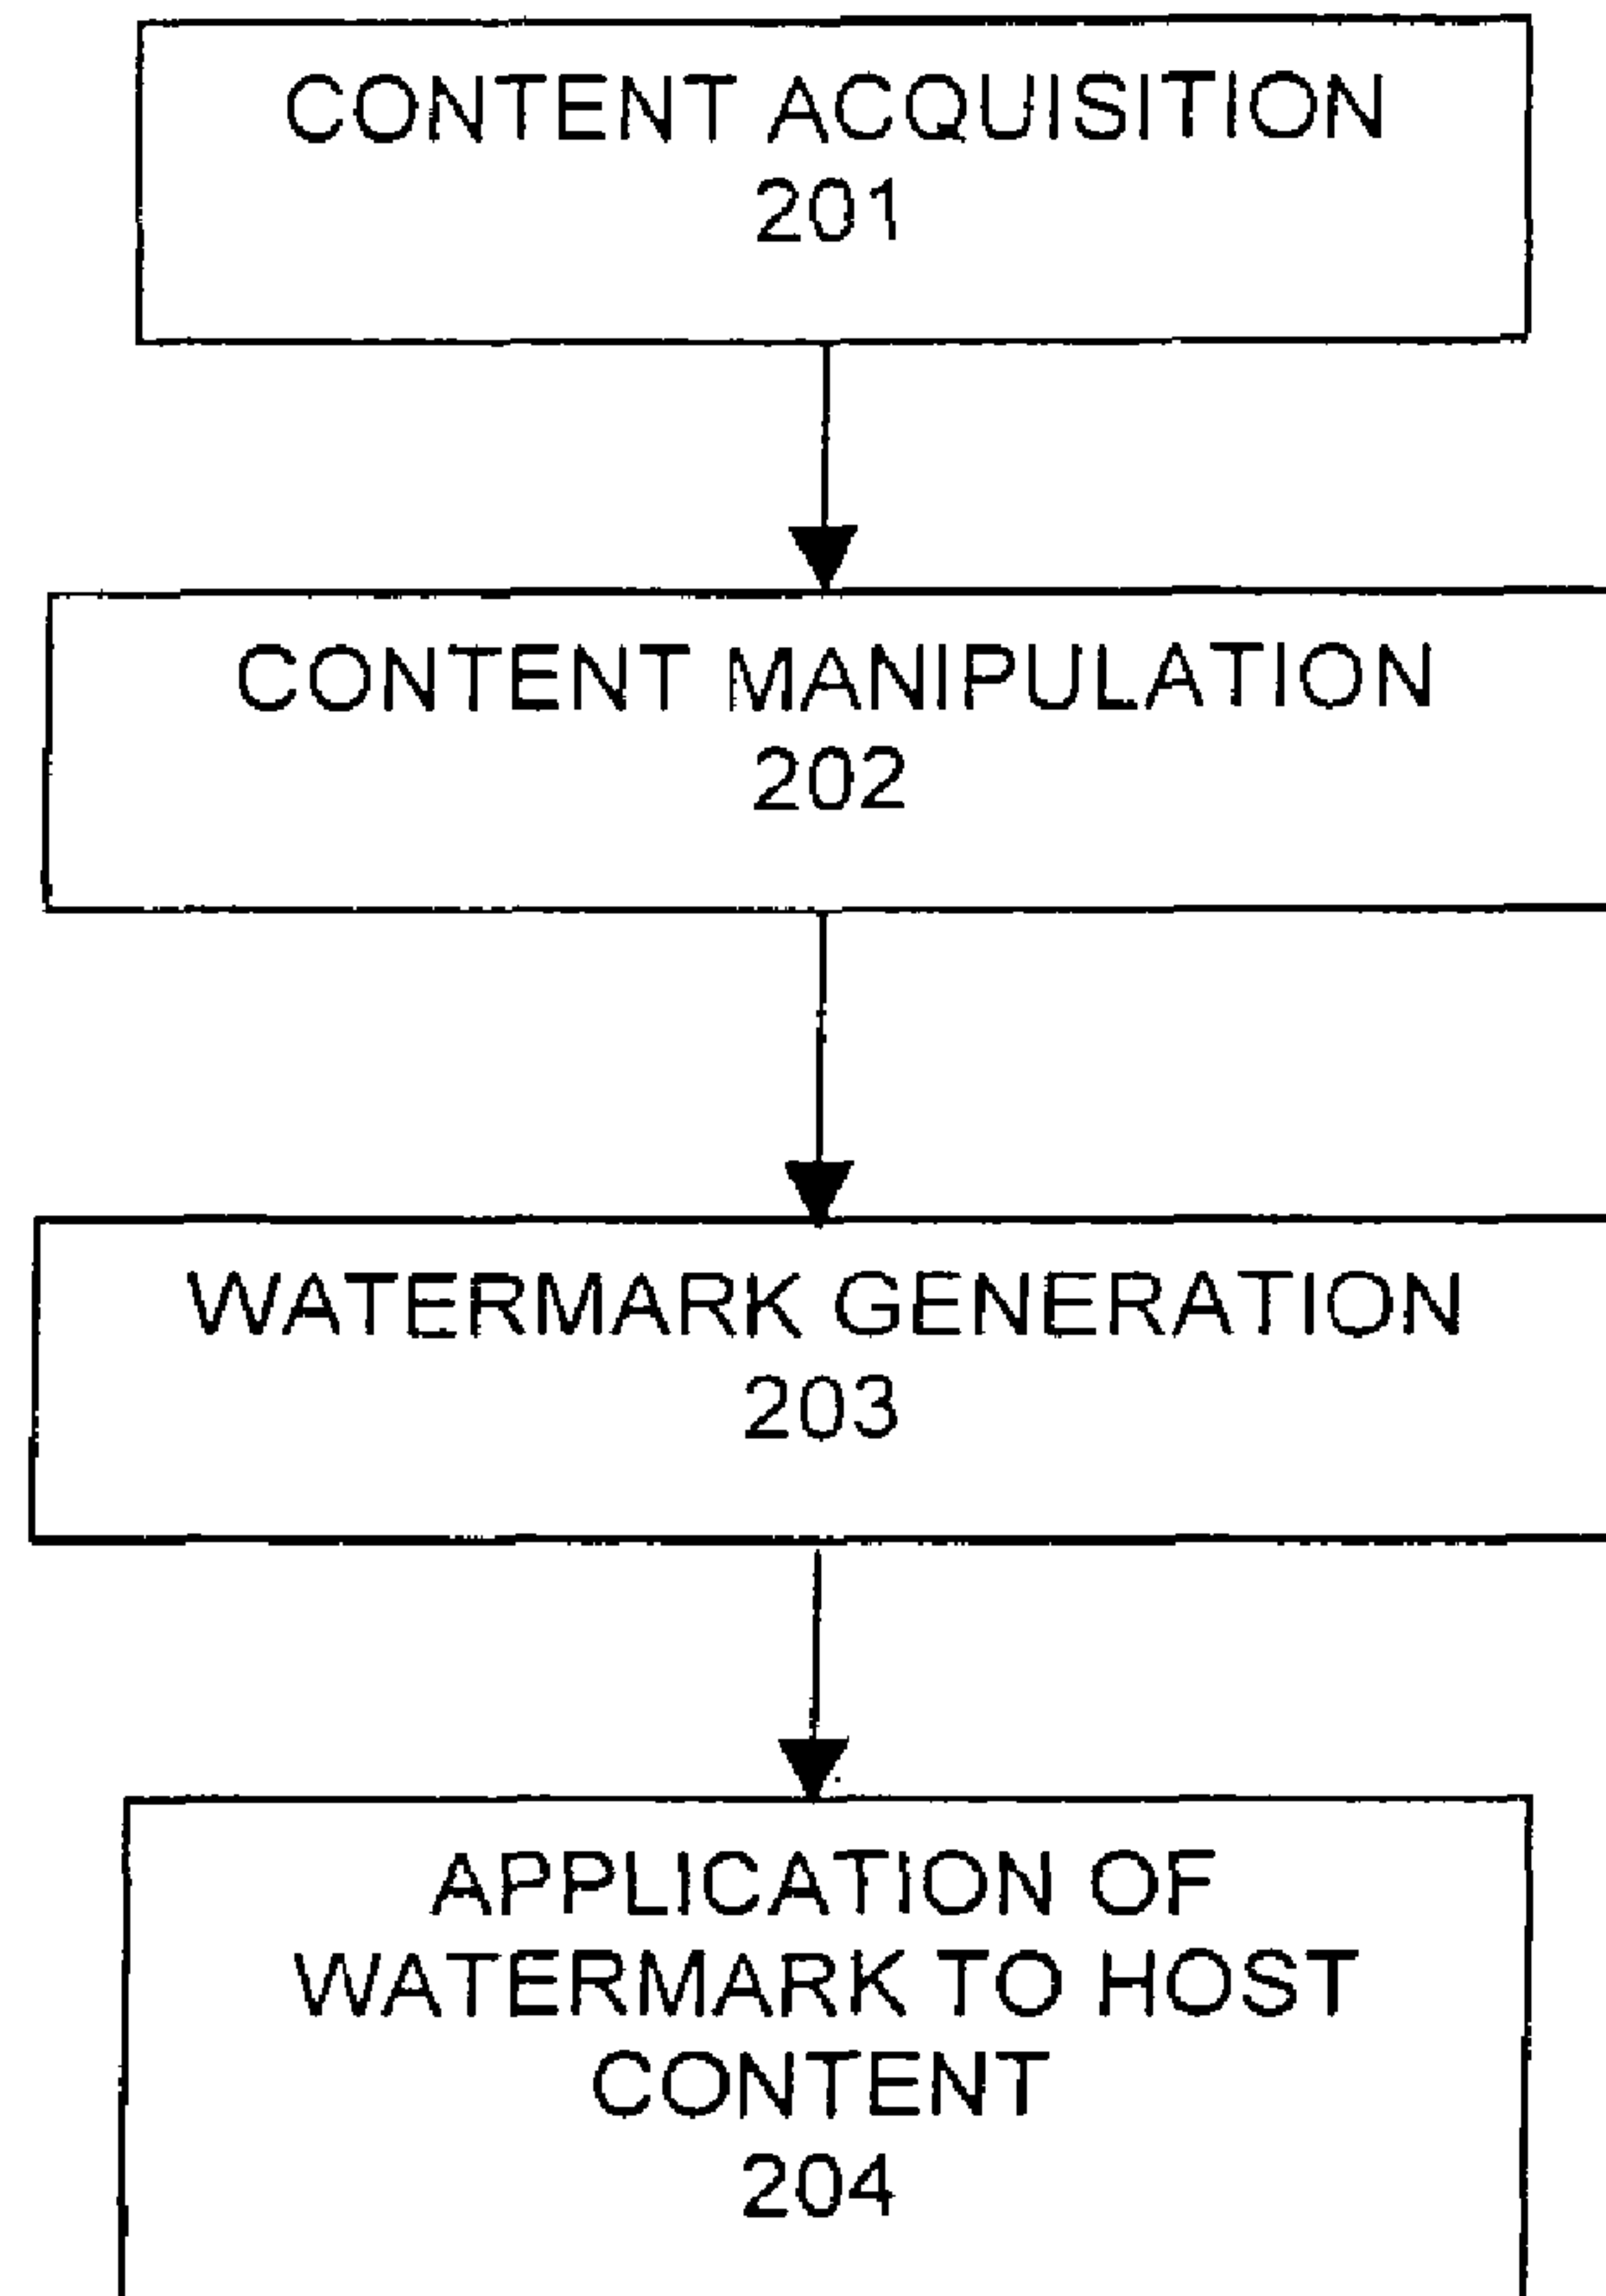 CONTENT ACQUISITION
201
CONTENT MANIPULATION
202
WATERMARK GENERATION
203
APPLICATION OF
WATERMARK TO HOST
CONTENT
204